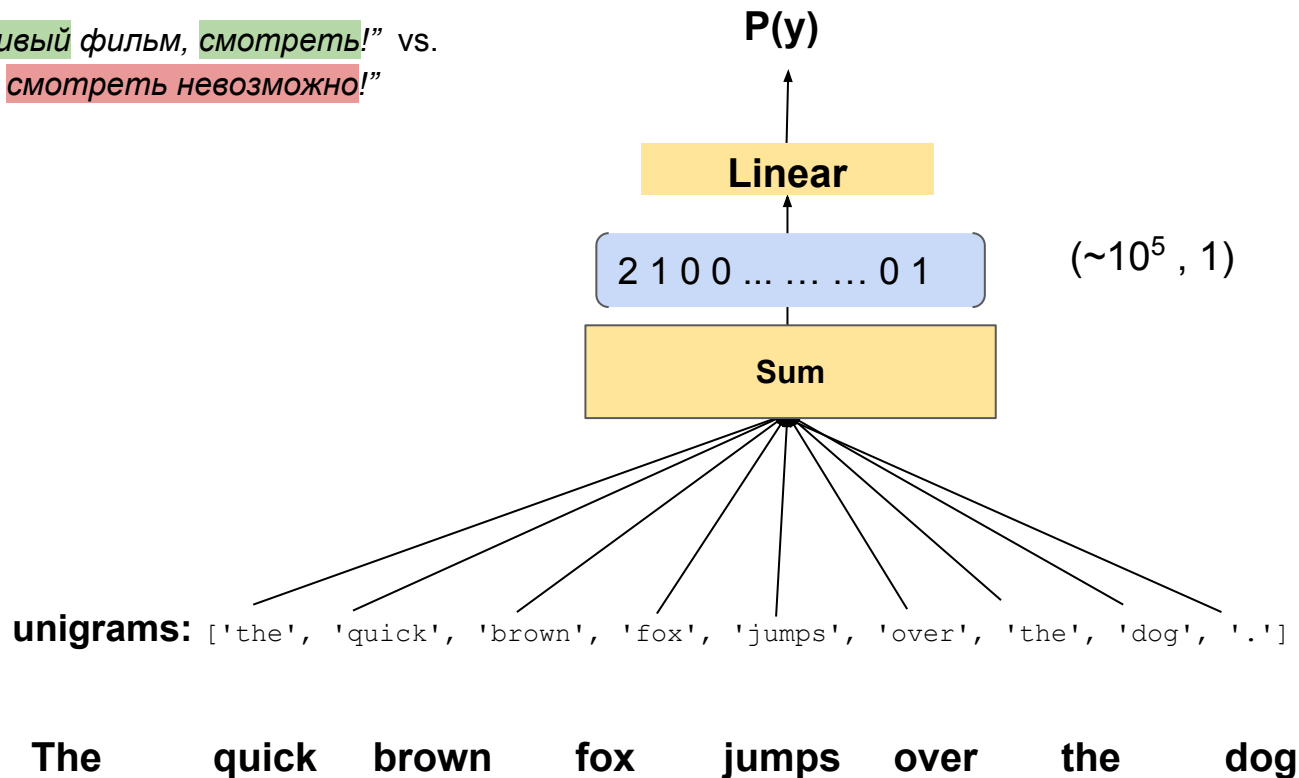 ивый фильм, смотреть!” vs.
смотреть невозможно!”
P(y)
Linear
2 1 0 0 ... ... ... 0 1
(~10⁵ , 1)
Sum
unigrams: ['the', 'quick', 'brown', 'fox', 'jumps', 'over', 'the', 'dog', '.']
The quick brown fox jumps over the dog